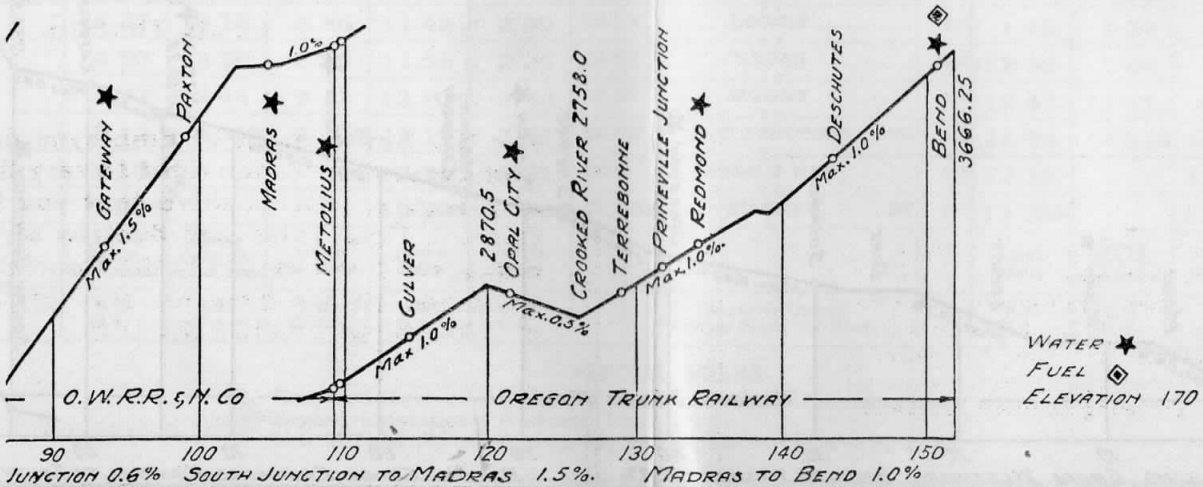 GATEWAY
Max. 1.5%
PAXTON
MADRAS
1.0%
METOLIUS
CULVER
Max 1.0%
2870.5
OPAL CITY
Max. 0.5%
CROOKED RIVER 2758.0
TERREBONNE
PRINEVILLE JUNCTION
Max. 1.0%
REDMOND
DESCHUTES
Max. 1.0%
BEND
3666.25
WATER
FUEL
ELEVATION 170
O.W.R.R. & N. CO
OREGON TRUNK RAILWAY
90 100 110 120 130 140 150
JUNCTION 0.6% SOUTH JUNCTION TO MADRAS 1.5%. MADRAS TO BEND 1.0%